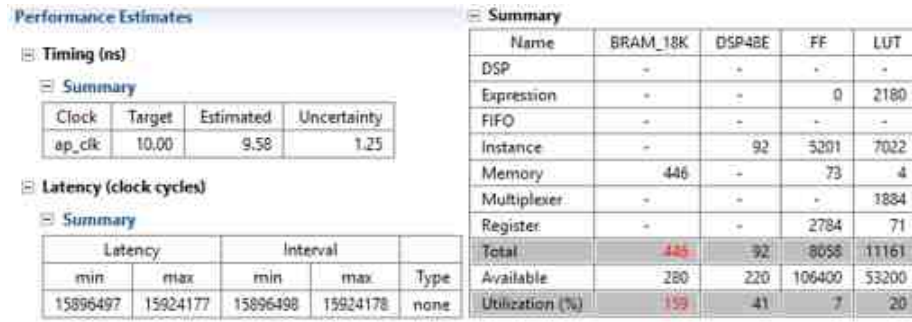 Performance Estimates
Timing (ns)
Summary
Clock Target Estimated Uncertainty
ap_clk 10.00 9.58 1.25
Latency (clock cycles)
Summary
Latency Interval
min max min max Type
15896497 15924177 15896498 15924178 none
Summary
Name BRAM_18K DSP48E FF LUT
DSP - - - -
Expression - - 0 2180
FIFO - - - -
Instance - 92 5201 7022
Memory 446 - 73 4
Multiplexer - - - 1884
Register - - 2784 71
Total 446 92 8058 11161
Available 280 220 106400 53200
Utilization (%) 159 41 7 20